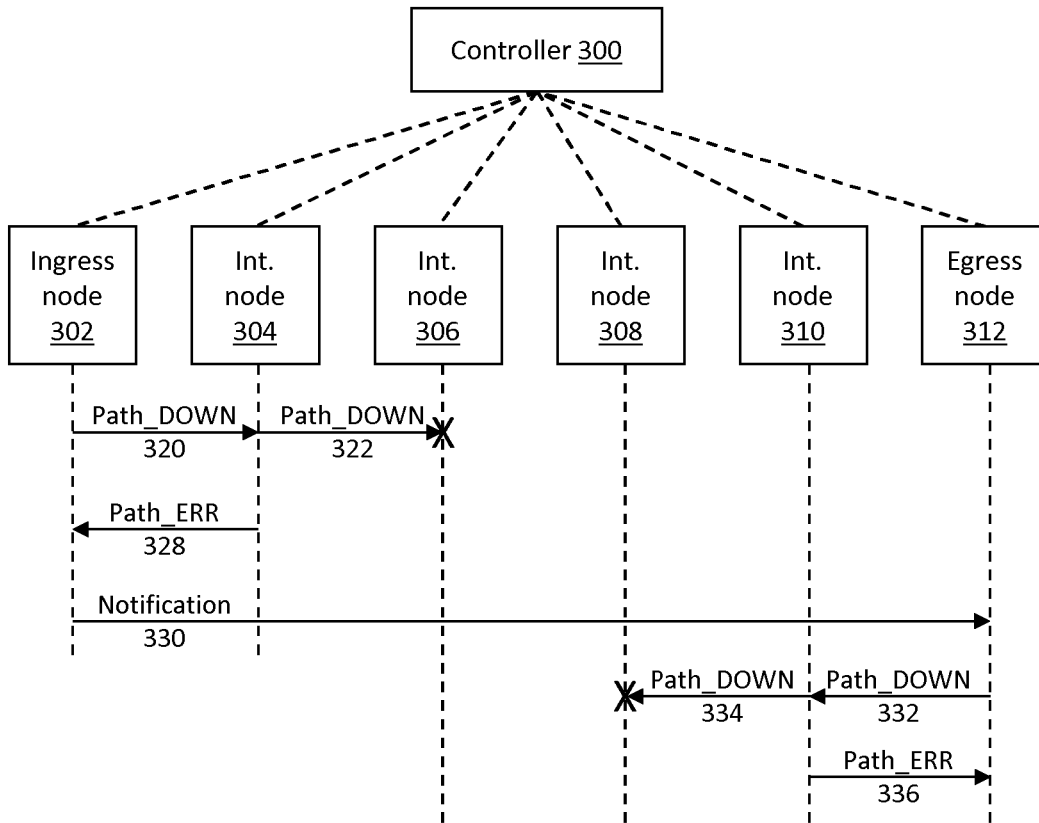 Controller 300
Ingress
node
302
Int.
node
304
Int.
node
306
Int.
node
308
Int.
node
310
Egress
node
312
Path_DOWN
320
Path_DOWN
322
Path_ERR
328
Notification
330
Path_DOWN
334
Path_DOWN
332
Path_ERR
336